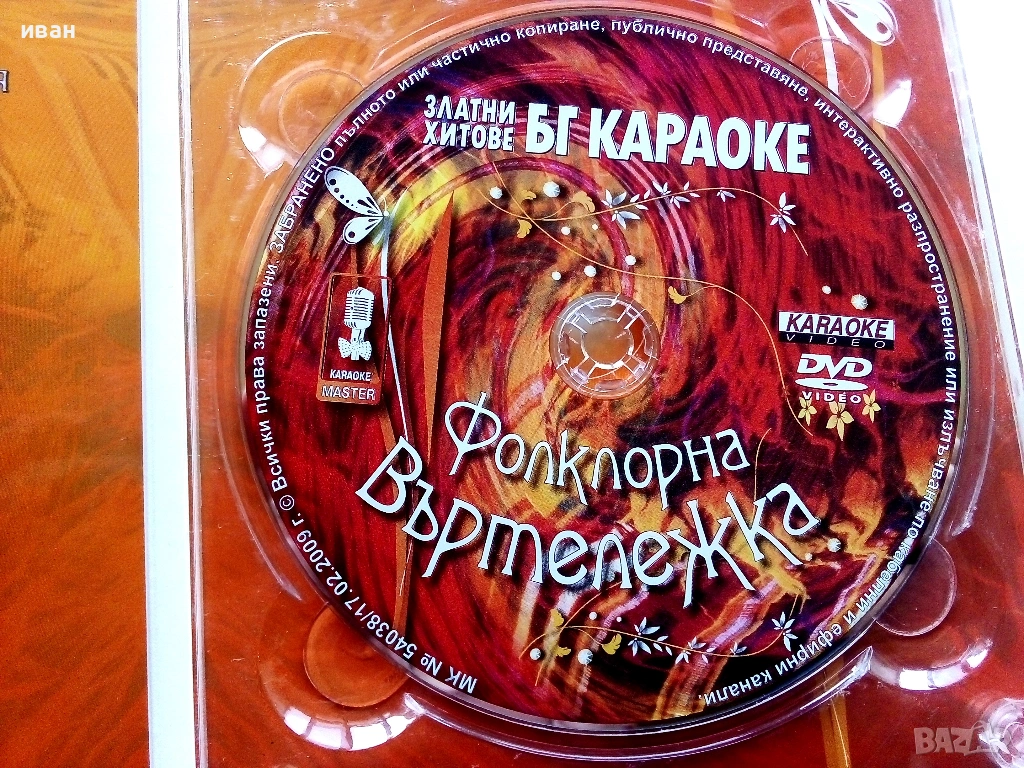 иван
ЗЛАТНИ
ХИТОВЕ
БГ КАРАОКЕ
KARAOKE
MASTER
KARAOKE
VIDEO
DVD
VIDEO
Фолклорна
Въртележка
МК № 54038/17.02.2009 г. © Всички права запазени. ЗАБРАНЕНО пълното или частично копиране, публично представяне, интерактивно разпространение или излъчване по кабелни и ефирни канали.
BAZ